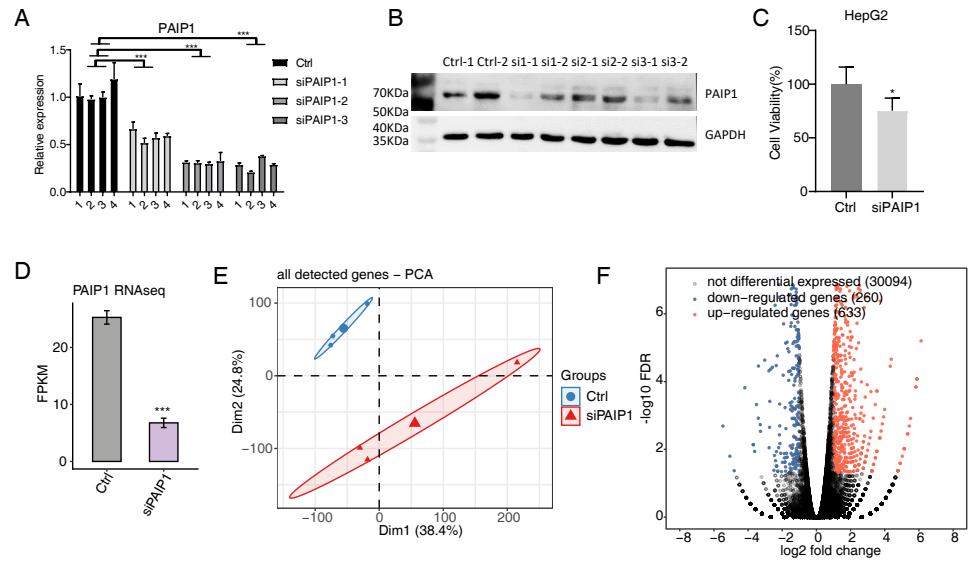 A
PAIP1
***
***
***
Relative expression
1.5
1.0
0.5
0.0
1 2 3 4 1 2 3 4 1 2 3 4 1 2 3 4
Ctrl
siPAIP1-1
siPAIP1-2
siPAIP1-3
B
Ctrl-1 Ctrl-2 si1-1 si1-2 si2-1 si2-2 si3-1 si3-2
70KDa
50KDa
40KDa
35KDa
PAIP1
GAPDH
C
HepG2
Cell Viability(%)
150
100
50
0
*
Ctrl siPAIP1
D
PAIP1 RNAseq
FPKM
20
10
0
***
Ctrl siPAIP1
E
all detected genes − PCA
Dim2 (24.8%)
100
0
−100
−100 0 100 200
Dim1 (38.4%)
Groups
Ctrl
siPAIP1
F
not differential expressed (30094)
down-regulated genes (260)
up-regulated genes (633)
-log10 FDR
6
4
2
0
−8 −6 −4 −2 0 2 4 6 8
log2 fold change